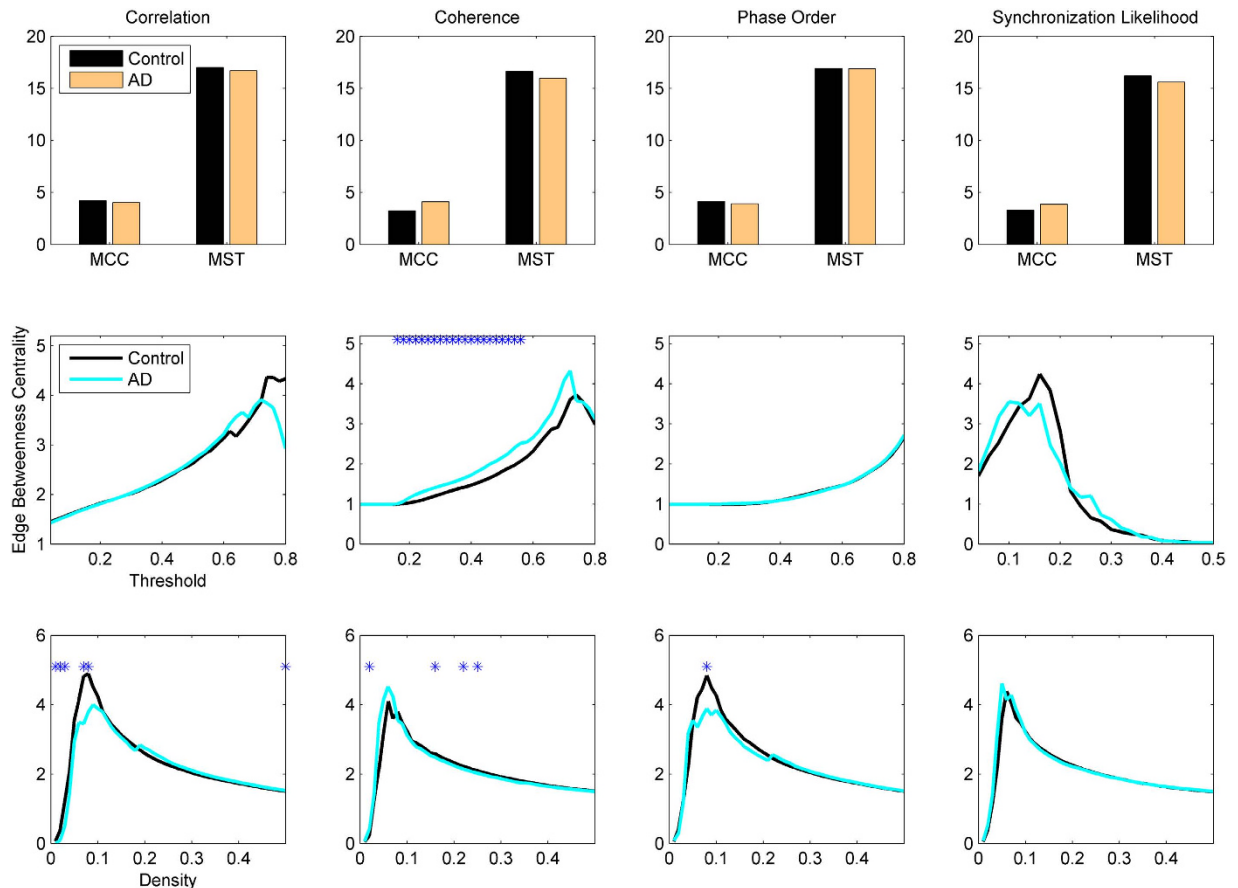 Correlation
Coherence
Phase Order
Synchronization Likelihood
20 15 10 5 0
Control
AD
MCC MST
20 15 10 5 0
MCC MST
20 15 10 5 0
MCC MST
20 15 10 5 0
MCC MST
Edge Betweenness Centrality
5 4 3 2 1
Control
AD
0.2 0.4 0.6 0.8
Threshold
5 4 3 2 1 0
0.2 0.4 0.6 0.8
5 4 3 2 1 0
0.2 0.4 0.6 0.8
5 4 3 2 1 0
0.1 0.2 0.3 0.4 0.5
6 4 2 0
0 0.1 0.2 0.3 0.4
Density
6 4 2 0
0 0.1 0.2 0.3 0.4
6 4 2 0
0 0.1 0.2 0.3 0.4
6 4 2 0
0 0.1 0.2 0.3 0.4